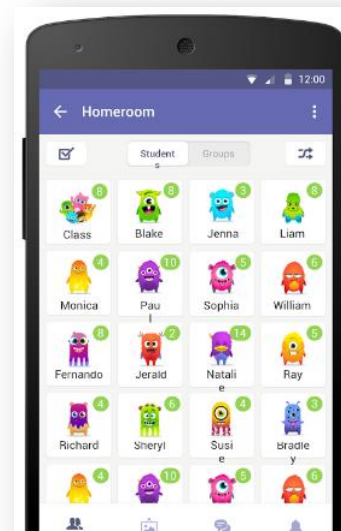 12:00
Homeroom
Student
s
Groups
8
8
3
8
Class
Blake
Jenna
Liam
4
10
5
6
Monica
Pau
l
Sophia
William
8
2
14
5
Fernando
Jerald
Natali
e
Ray
4
6
4
3
Richard
Sheryl
Susi
e
Bradle
y
4
10
5
6